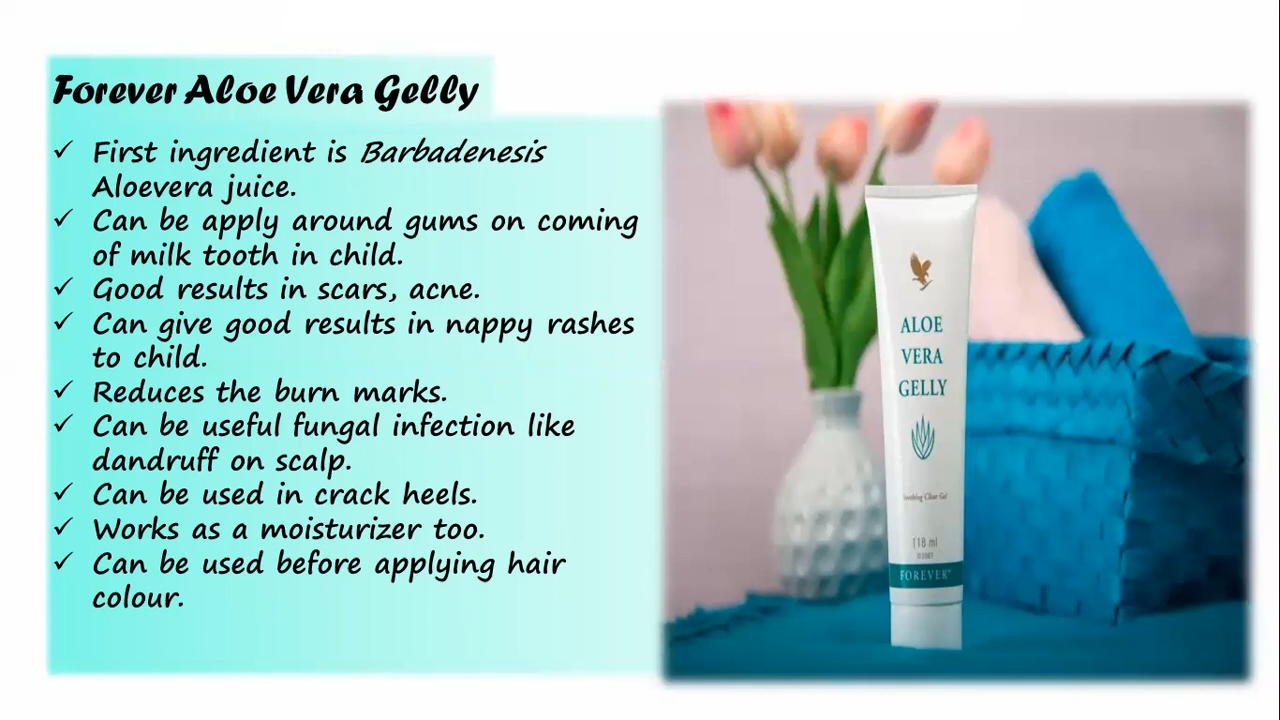 Forever Aloe Vera Gelly
✓ First ingredient is Barbadenesis
Aloevera juice.
✓ Can be apply around gums on coming
of milk tooth in child.
✓ Good results in scars, acne.
✓ Can give good results in nappy rashes
to child.
✓ Reduces the burn marks.
✓ Can be useful fungal infection like
dandruff on scalp.
✓ Can be used in crack heels.
✓ Works as a moisturizer too.
✓ Can be used before applying hair
colour.
ALOE
VERA
GELLY
Soothing Clear Gel
118 ml
FOREVER